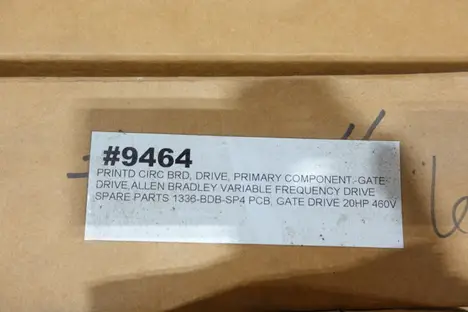 #9464
PRINTD CIRC BRD, DRIVE, PRIMARY COMPONENT-GATE
DRIVE,ALLEN BRADLEY VARIABLE FREQUENCY DRIVE
SPARE PARTS 1336-BDB-SP4 PCB, GATE DRIVE 20HP 460V